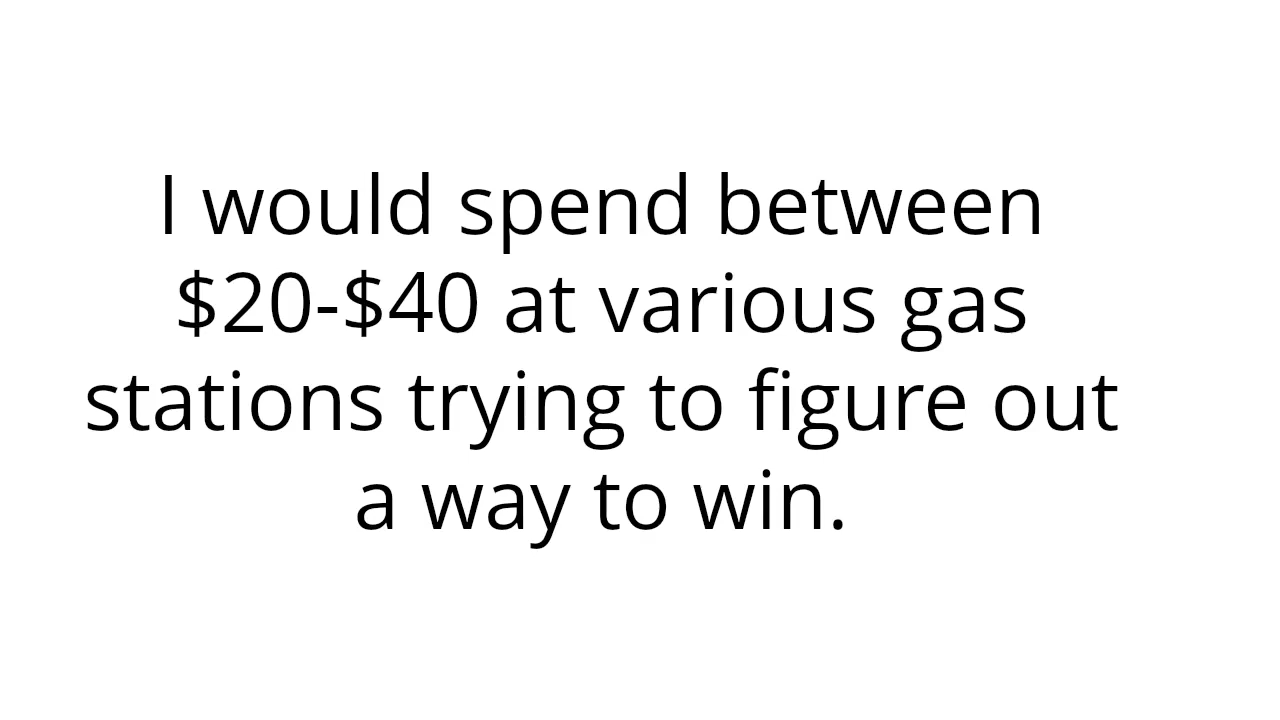 I would spend between
$20-$40 at various gas
stations trying to figure out
a way to win.